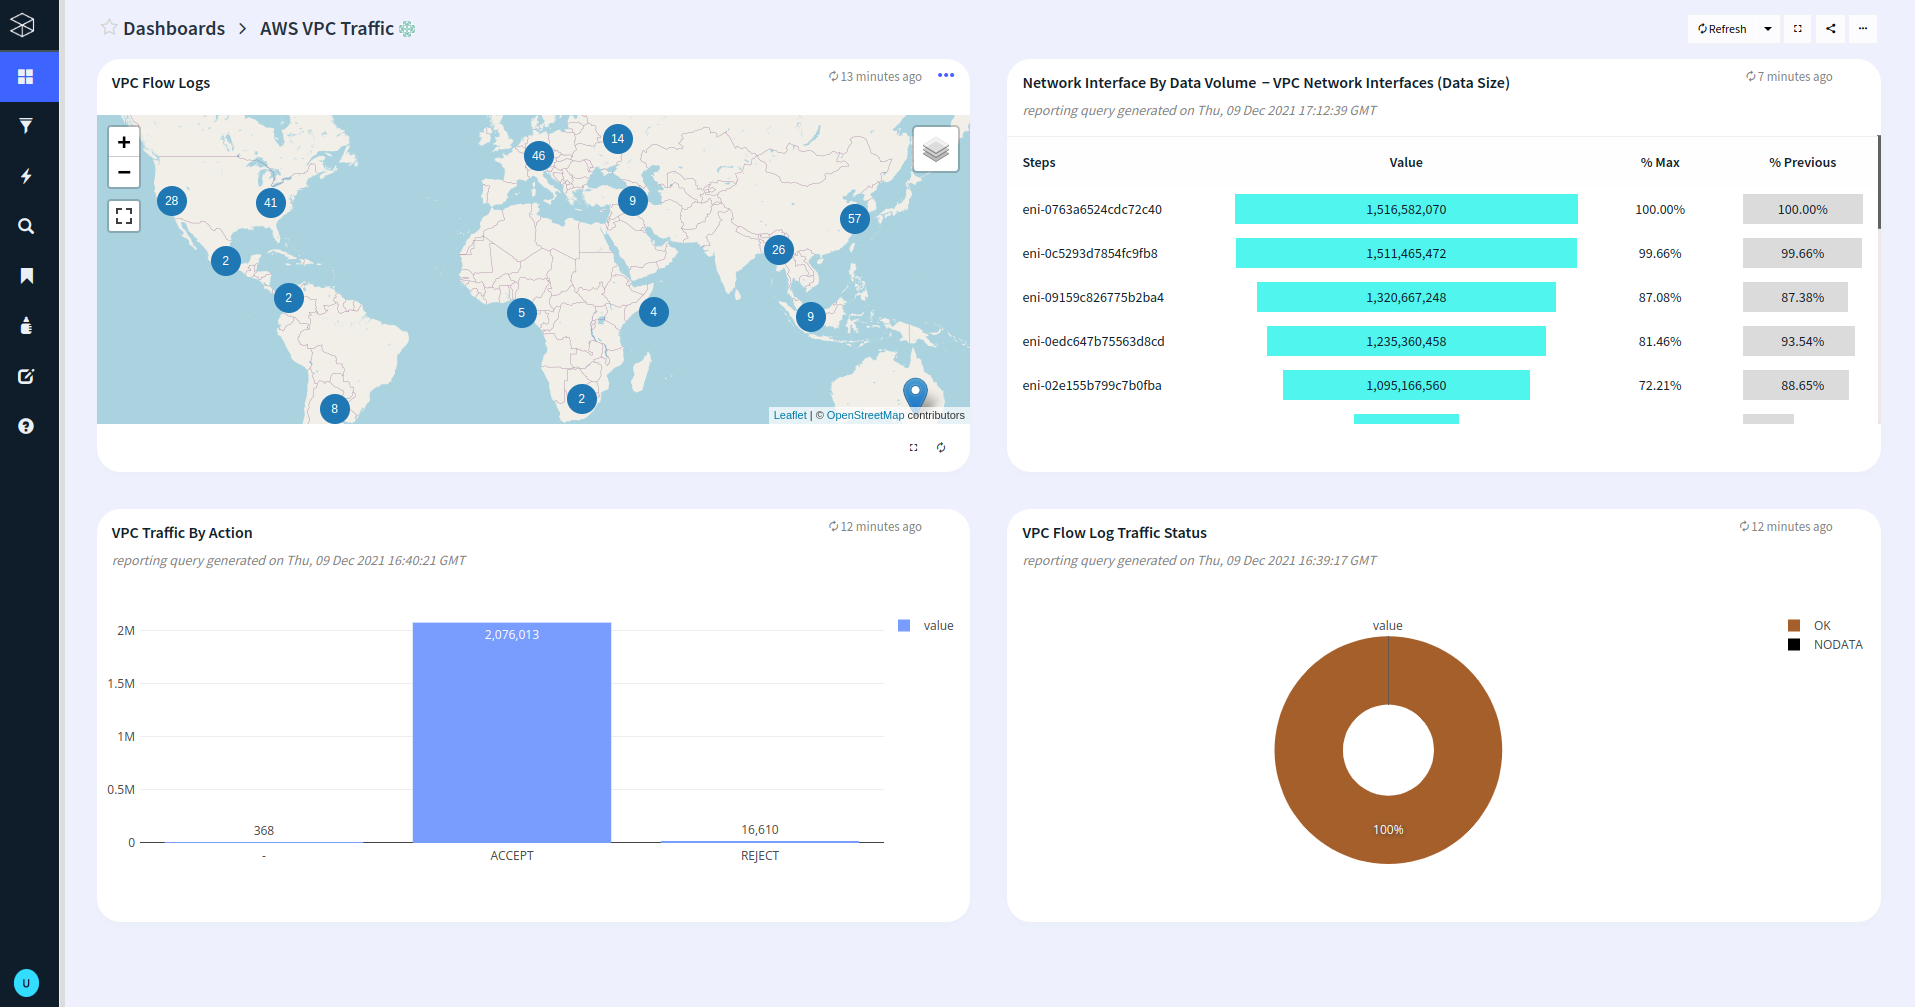 Dashboards > AWS VPC Traffic
Refresh
VPC Flow Logs
13 minutes ago
+
−
46
14
28
41
9
57
2
26
2
5
4
9
2
8
Leaflet | © OpenStreetMap contributors
Network Interface By Data Volume – VPC Network Interfaces (Data Size)
7 minutes ago
reporting query generated on Thu, 09 Dec 2021 17:12:39 GMT
Steps Value % Max % Previous
eni-0763a6524cdc72c40 1,516,582,070 100.00% 100.00%
eni-0c5293d7854fc9fb8 1,511,465,472 99.66% 99.66%
eni-09159c826775b2ba4 1,320,667,248 87.08% 87.38%
eni-0edc647b75563d8cd 1,235,360,458 81.46% 93.54%
eni-02e155b799c7b0fba 1,095,166,560 72.21% 88.65%
VPC Traffic By Action
12 minutes ago
reporting query generated on Thu, 09 Dec 2021 16:40:21 GMT
2M
1.5M
1M
0.5M
0
368
2,076,013
16,610
- ACCEPT REJECT
value
VPC Flow Log Traffic Status
12 minutes ago
reporting query generated on Thu, 09 Dec 2021 16:39:17 GMT
value
100%
OK
NODATA
U